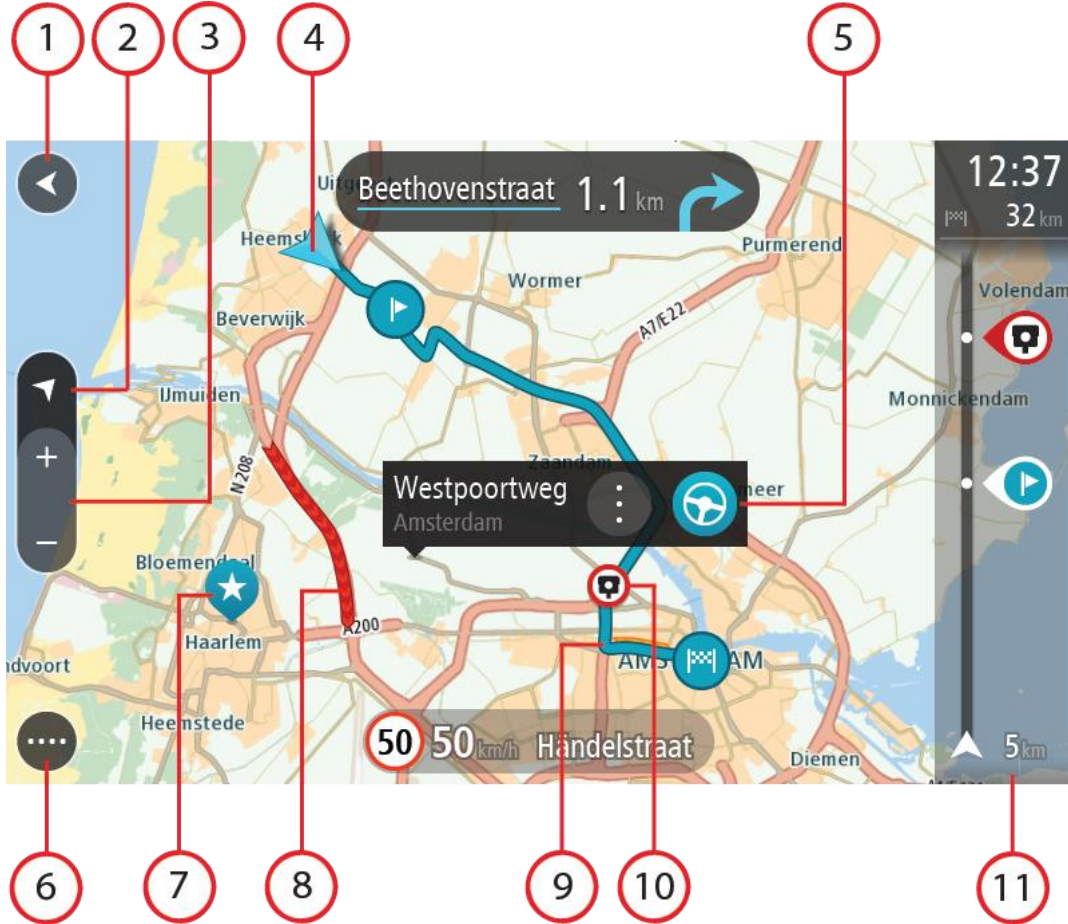 1 2 3 4 5
Beethovenstraat 1.1 km
12:37
32 km
Uitg
Heems k
Purmerend
Wormer
Volendam
Beverwijk
A7/E22
IJmuiden
Monnickendam
N208
Zaandam
Westpoortweg
Amsterdam
meer
Bloemendaal
Haarlem
A200
ndvoort
AMS AM
Heemstede
50 50 km/h Händelstraat
Diemen
5 km
6 7 8 9 10 11